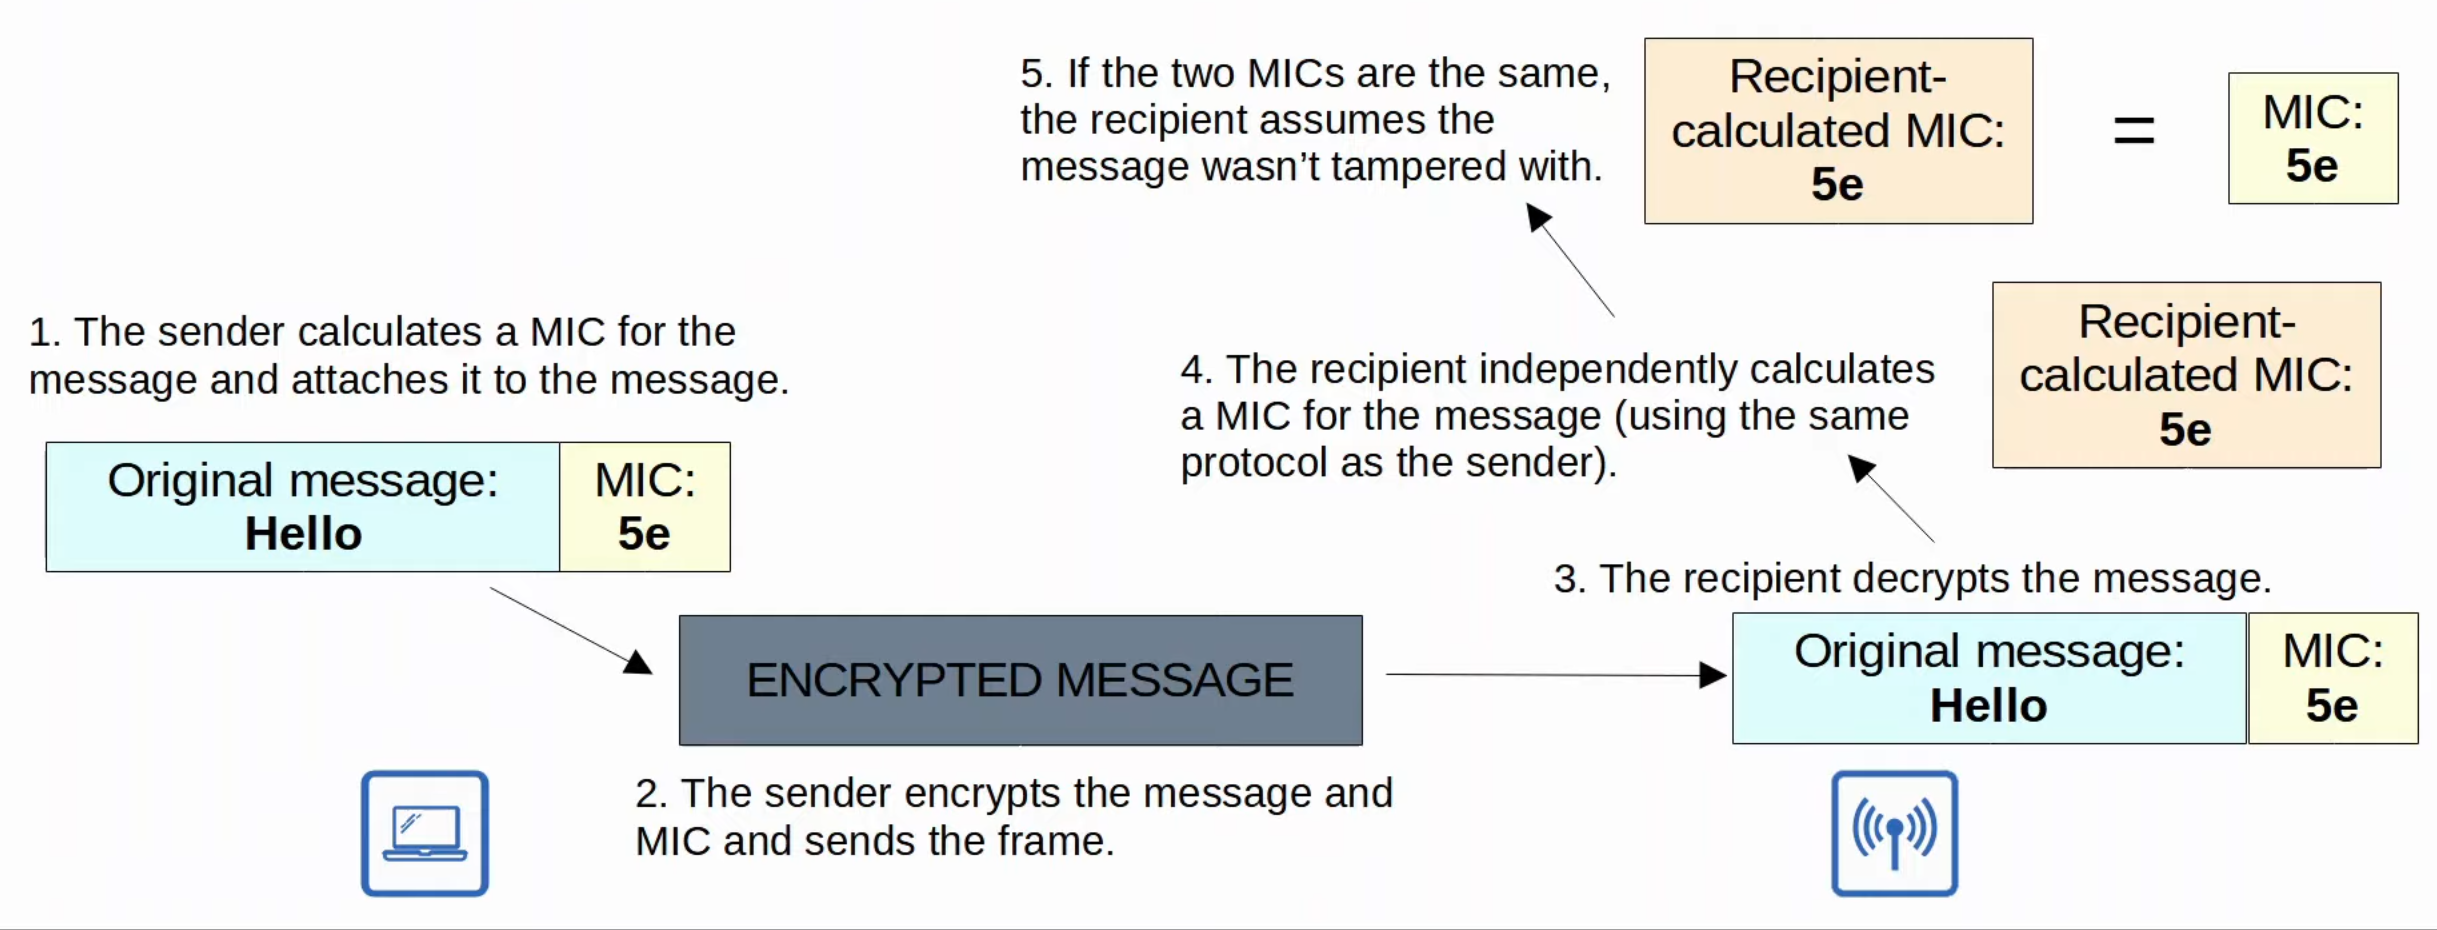 1. The sender calculates a MIC for the
message and attaches it to the message.
Original message:
Hello
MIC:
5e
ENCRYPTED MESSAGE
2. The sender encrypts the message and
MIC and sends the frame.
3. The recipient decrypts the message.
Original message:
Hello
MIC:
5e
4. The recipient independently calculates
a MIC for the message (using the same
protocol as the sender).
Recipient-
calculated MIC:
5e
5. If the two MICs are the same,
the recipient assumes the
message wasn’t tampered with.
Recipient-
calculated MIC:
5e
=
MIC:
5e